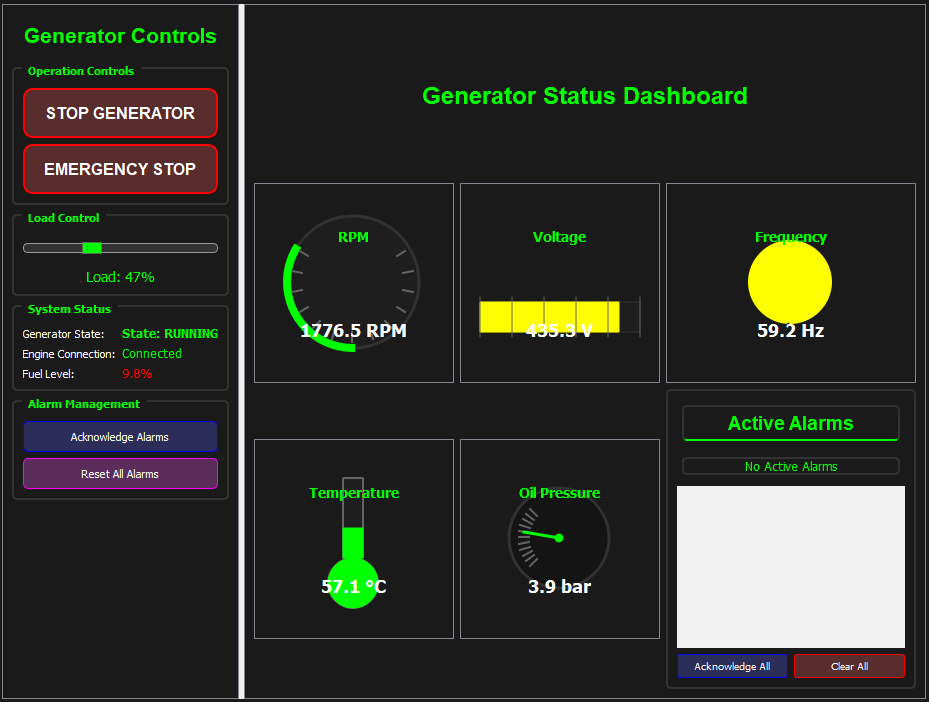 Generator Controls
Operation Controls
STOP GENERATOR
EMERGENCY STOP
Load Control
Load: 47%
System Status
Generator State: State: RUNNING
Engine Connection: Connected
Fuel Level: 9.8%
Alarm Management
Acknowledge Alarms
Reset All Alarms
Generator Status Dashboard
RPM
1776.5 RPM
Voltage
435.3 V
Frequency
59.2 Hz
Temperature
57.1 °C
Oil Pressure
3.9 bar
Active Alarms
No Active Alarms
Acknowledge All
Clear All